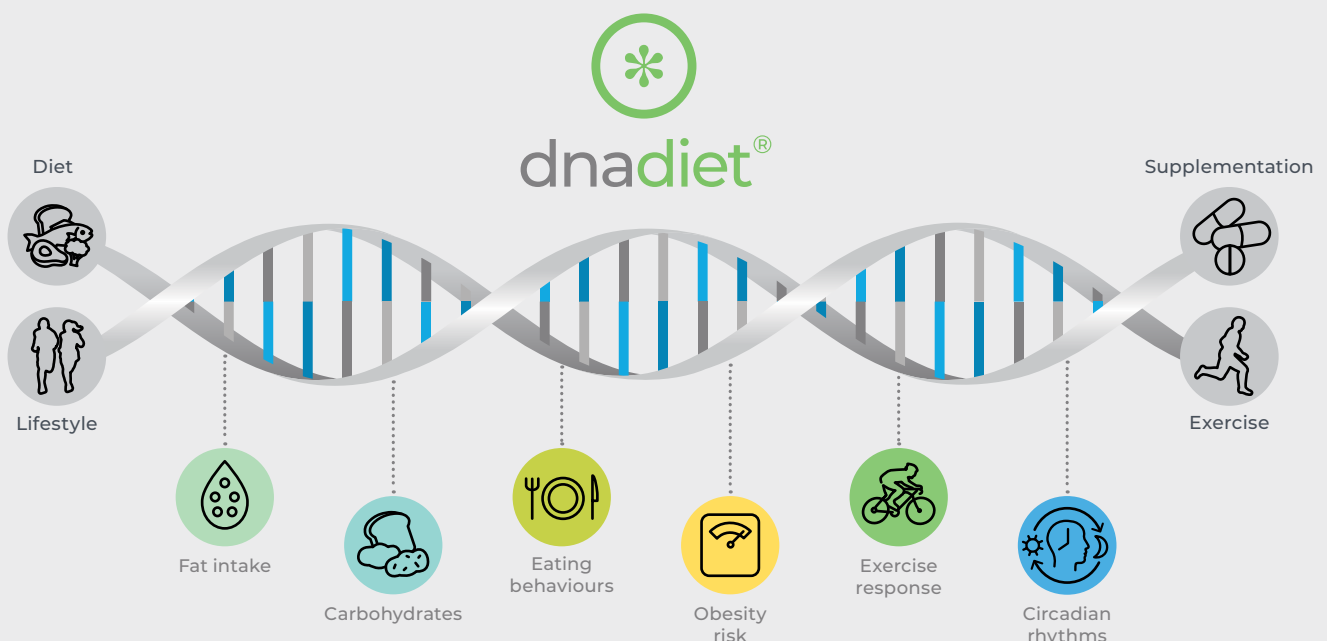 dnadiet®
Diet
Supplementation
Lifestyle
Exercise
Fat intake
Carbohydrates
Eating
behaviours
Obesity
risk
Exercise
response
Circadian
rhythms